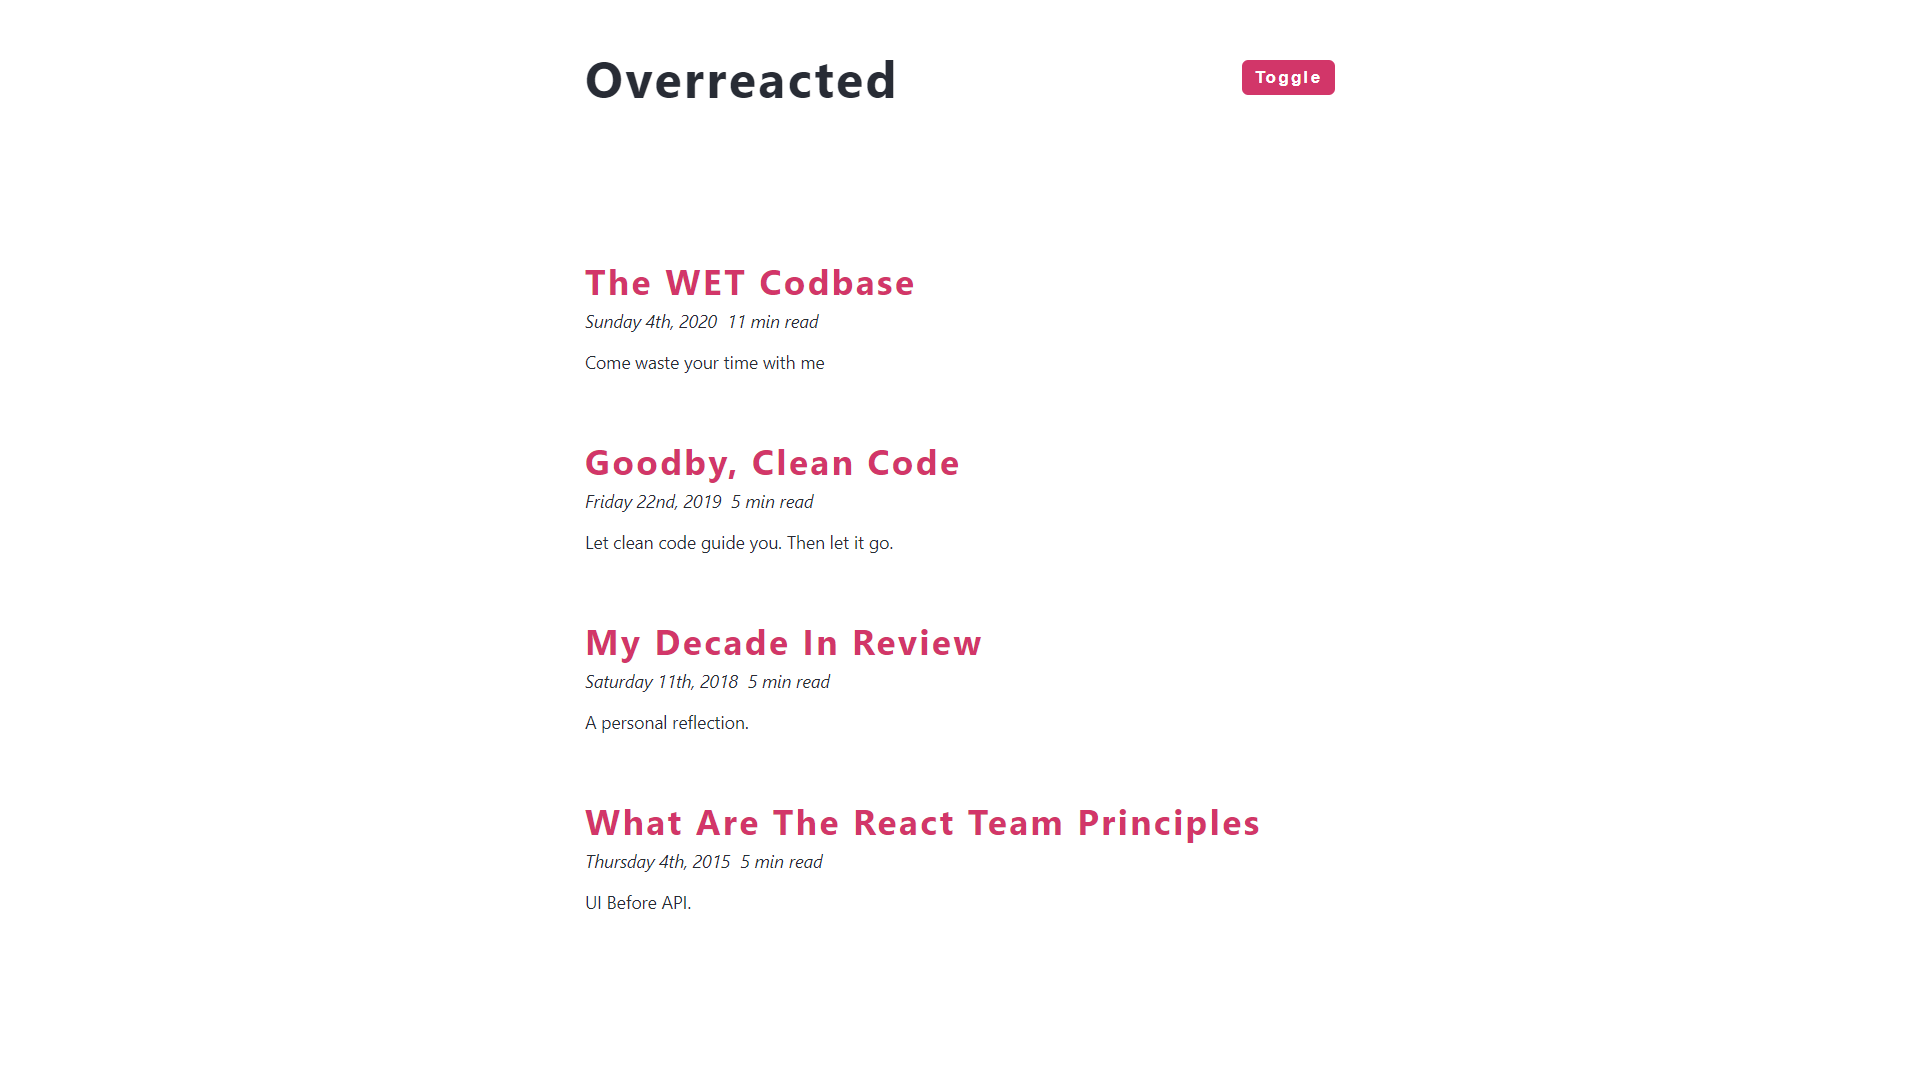 Overreacted
Toggle
The WET Codbase
Sunday 4th, 2020 11 min read
Come waste your time with me
Goodby, Clean Code
Friday 22nd, 2019 5 min read
Let clean code guide you. Then let it go.
My Decade In Review
Saturday 11th, 2018 5 min read
A personal reflection.
What Are The React Team Principles
Thursday 4th, 2015 5 min read
UI Before API.